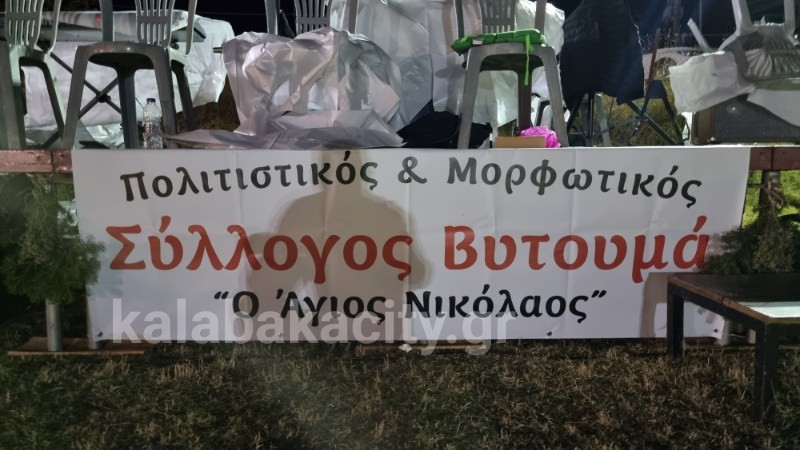 Πολιτιστικός & Μορφωτικός
Σύλλογος Βυτουμά
“Ο Άγιος Νικόλαος”
kalabakacity.gr